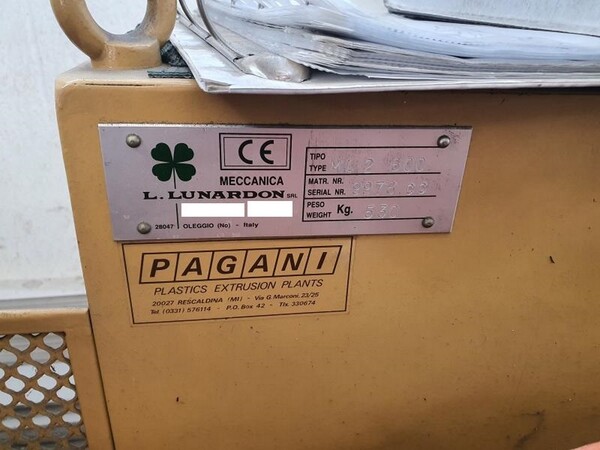 CE
MECCANICA
L. LUNARDON SRL
28047 OLEGGIO (No) - Italy
TIPO
TYPE
MATR. NR.
SERIAL NR.
PESO
WEIGHT Kg.
PAGANI
PLASTICS EXTRUSION PLANTS
20027 RESCALDINA (MI) - Via G. Marconi, 23/25
Tel. (0331) 576114 - P.O. Box 42 - Tlx. 330674